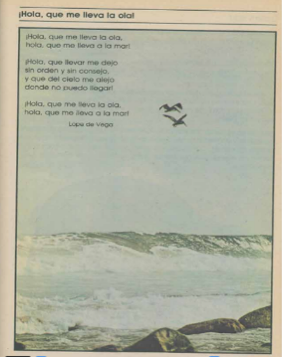 ¡Hola, que me lleva la ola!
¡Hola, que me lleva la ola,
hola, que me lleva a la mar!
¡Hola, que llevar me dejo
sin orden y sin consejo,
y que del cielo me alejo
donde no puedo llegar!
¡Hola, que me lleva la ola,
hola, que me lleva a la mar!
Lope de Vega